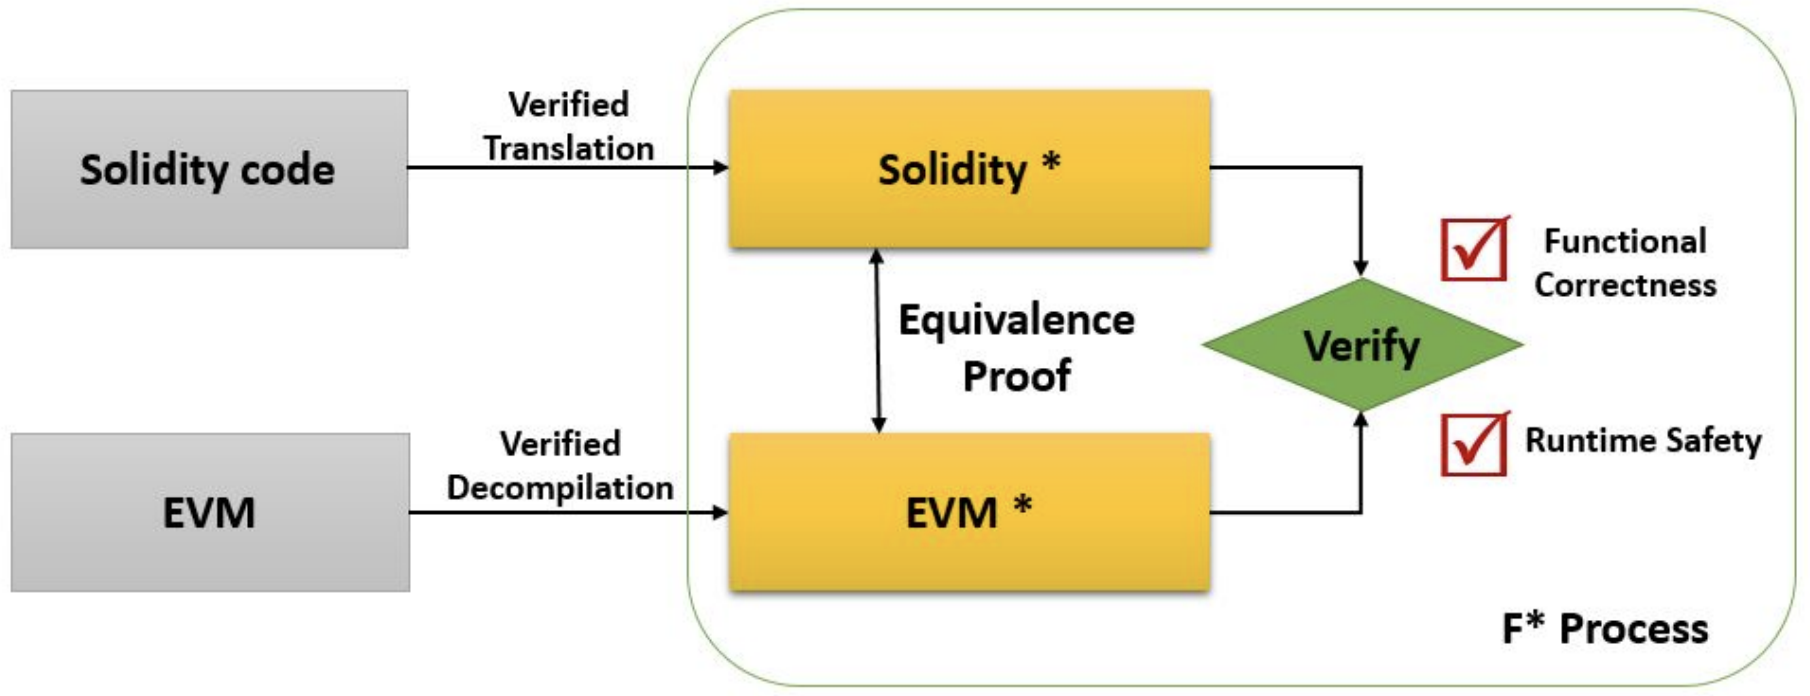 Verified
Translation
Solidity code
Solidity *
Functional
Correctness
Equivalence
Proof
Verify
Verified
Decompilation
Runtime Safety
EVM
EVM *
F* Process